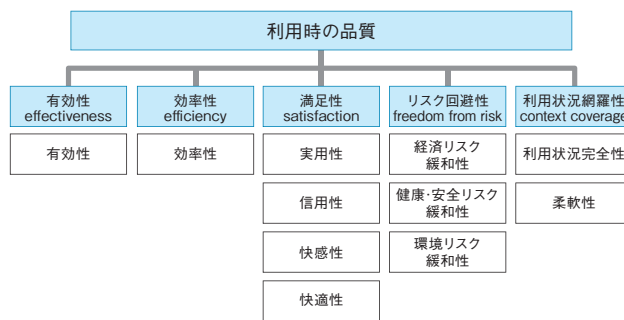 利用時の品質
有効性
effectiveness
効率性
efficiency
満足性
satisfaction
リスク回避性
freedom from risk
利用状況網羅性
context coverage
有効性
効率性
実用性
経済リスク
緩和性
利用状況完全性
信用性
健康・安全リスク
緩和性
柔軟性
快感性
環境リスク
緩和性
快適性